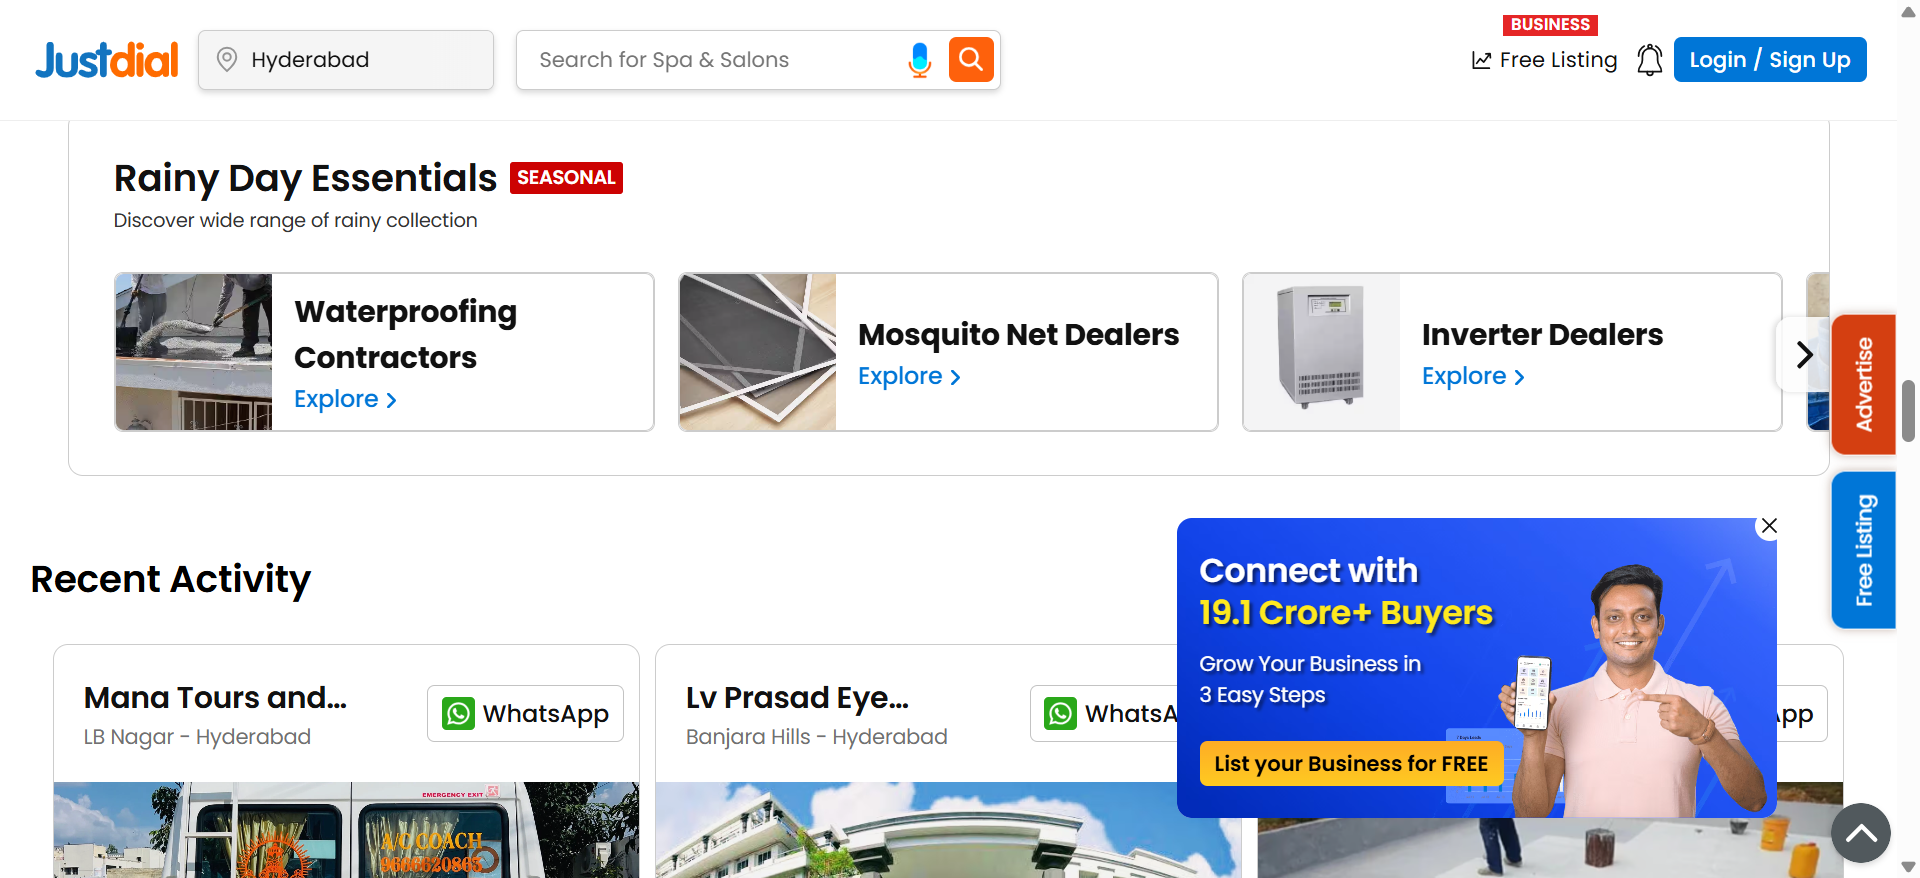 Justdial
Hyderabad
Search for Spa & Salons
BUSINESS
Free Listing
Login / Sign Up
Rainy Day Essentials SEASONAL
Discover wide range of rainy collection
Waterproofing
Contractors
Explore
Mosquito Net Dealers
Explore
Inverter Dealers
Explore
Advertise
Free Listing
Recent Activity
Mana Tours and...
LB Nagar - Hyderabad
WhatsApp
EMERGENCY EXIT
A/C COACH
9666620865
Lv Prasad Eye...
Banjara Hills - Hyderabad
WhatsA
Connect with
19.1 Crore+ Buyers
Grow Your Business in
3 Easy Steps
List your Business for FREE
pp